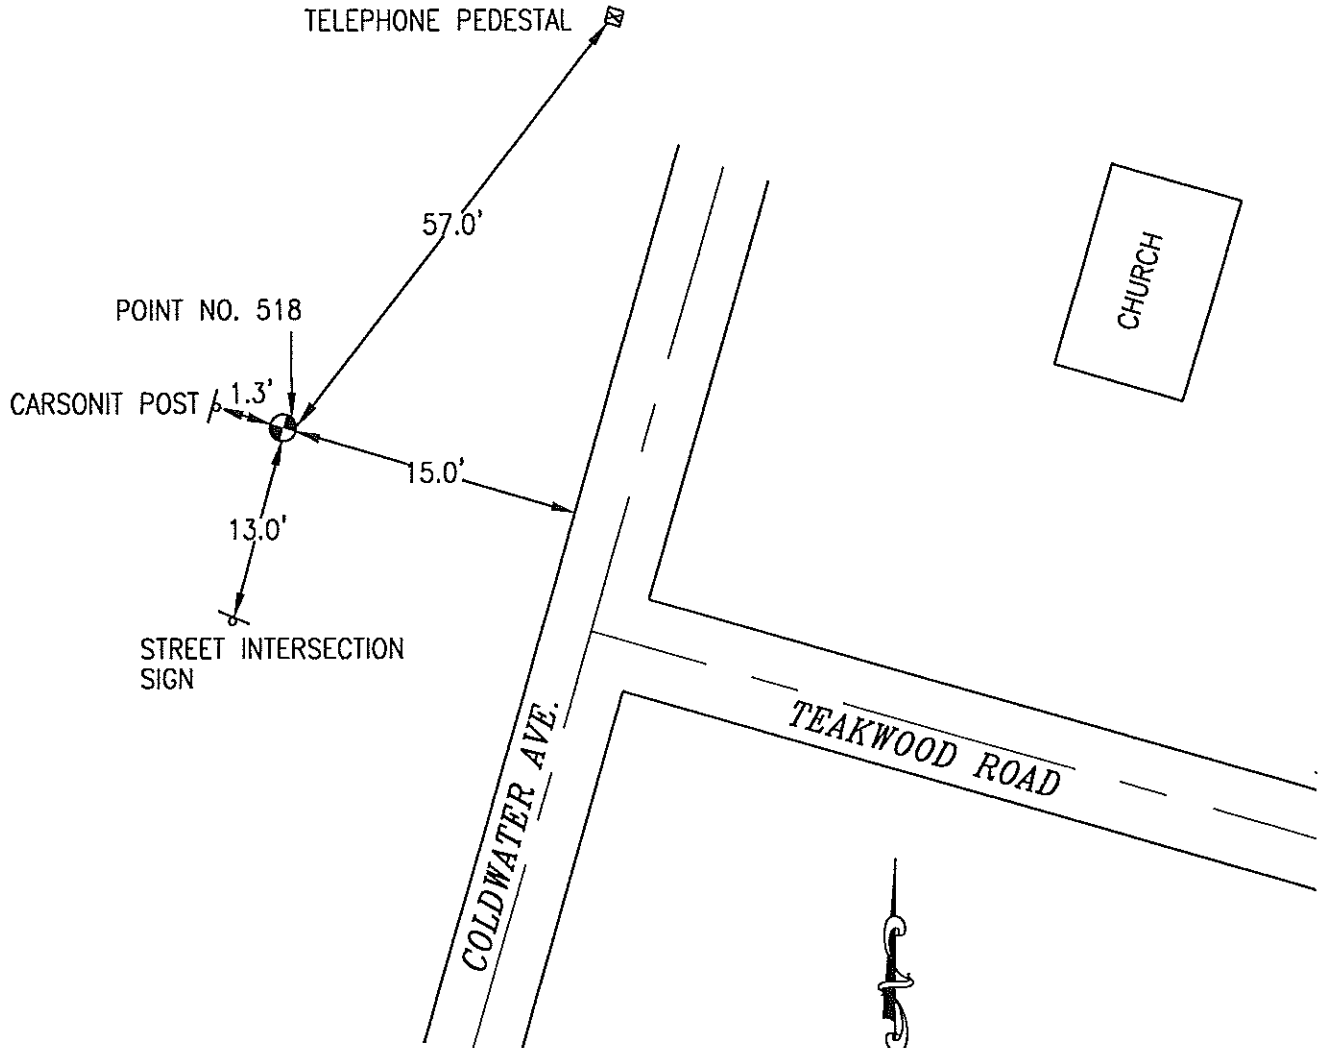 TELEPHONE PEDESTAL
57.0'
CHURCH
POINT NO. 518
CARSONIT POST
1.3'
15.0'
13.0'
STREET INTERSECTION
SIGN
TEAKWOOD ROAD
COLDWATER AVE.